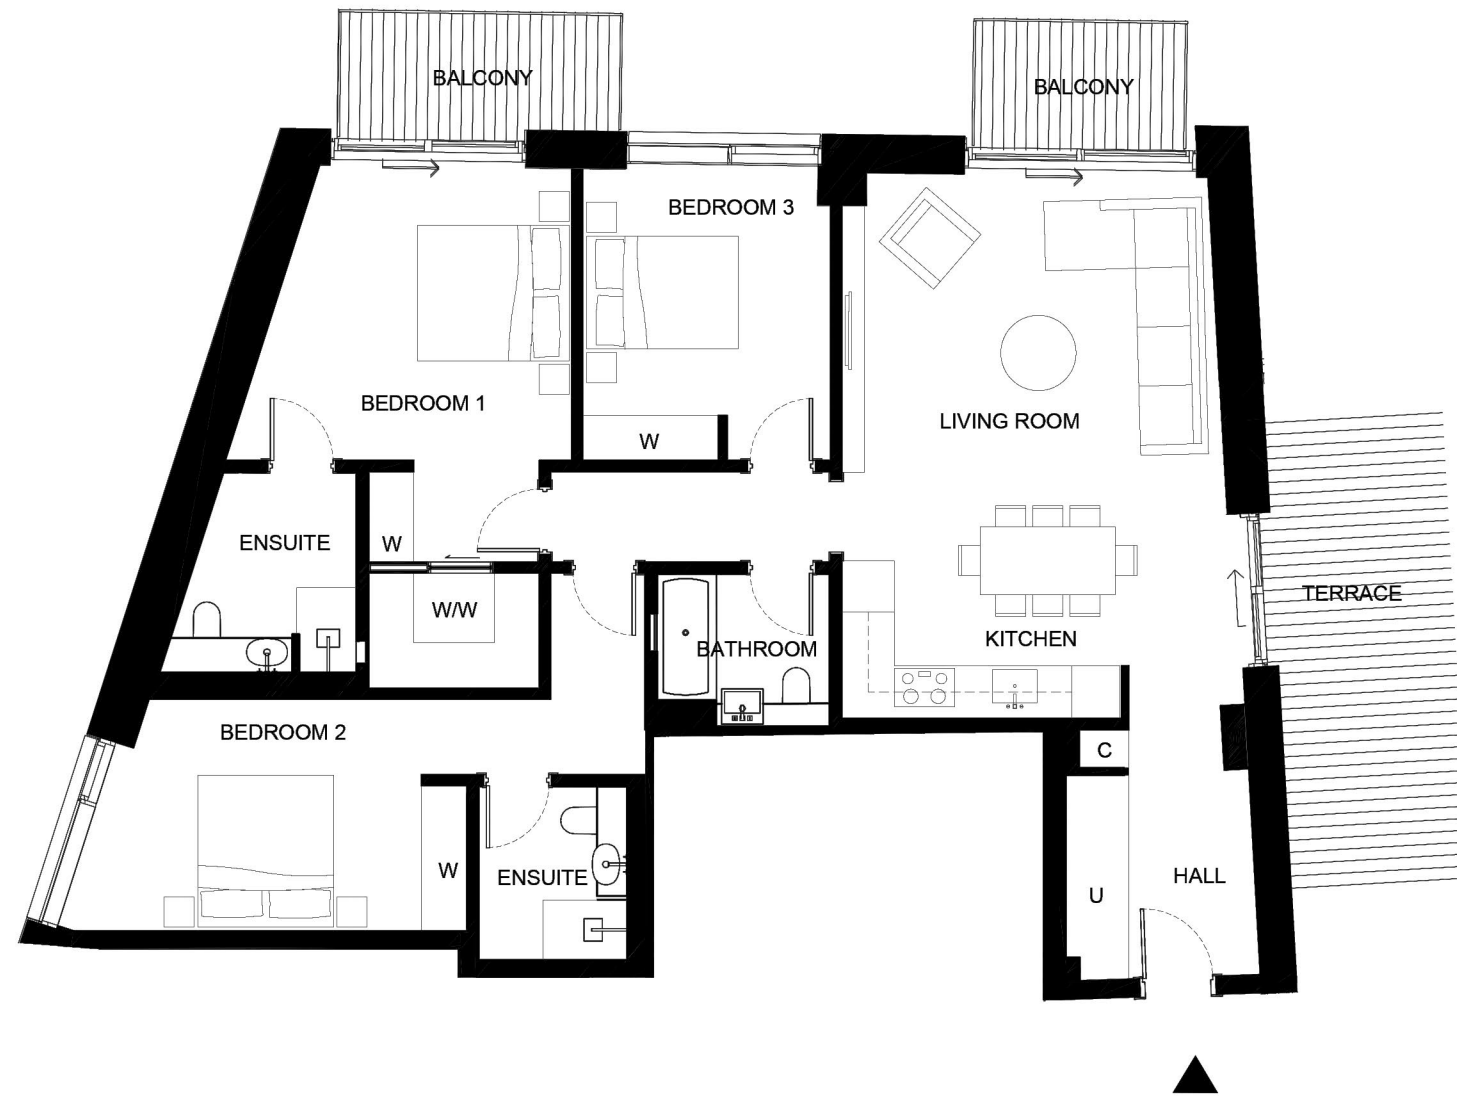 BALCONY
BALCONY
BEDROOM 3
BEDROOM 1
LIVING ROOM
W
ENSUITE
W
W/W
TERRACE
KITCHEN
BATHROOM
BEDROOM 2
C
W
ENSUITE
HALL
U